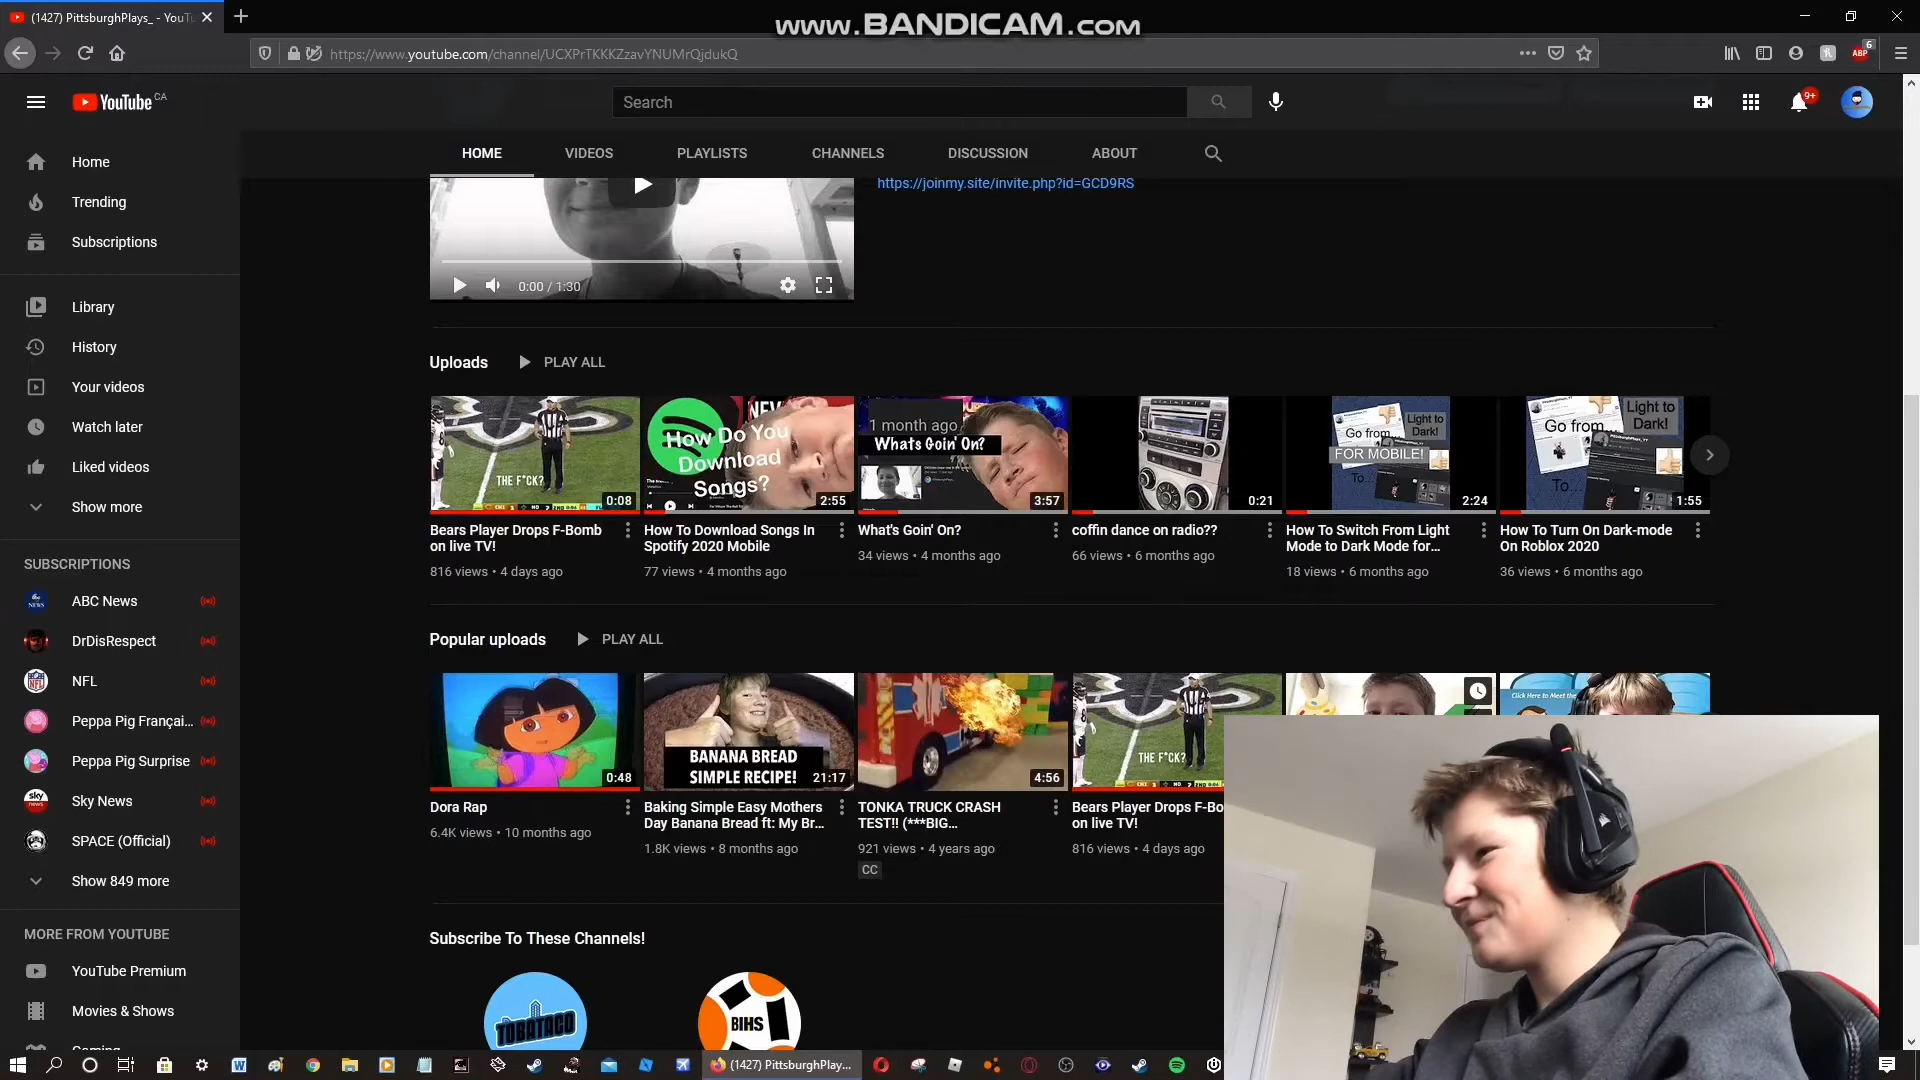 (1427) PittsburghPlays_ - YouTu
www.BANDICAM.com
https://www.youtube.com/channel/UCXPrTKKKZzavYNUMrQjdukQ
6
ABP
YouTube CA
Search
9+
HOME
VIDEOS
PLAYLISTS
CHANNELS
DISCUSSION
ABOUT
Home
Trending
Subscriptions
Library
History
Your videos
Watch later
Liked videos
Show more
SUBSCRIPTIONS
ABC News
DrDisRespect
NFL
Peppa Pig Françai...
Peppa Pig Surprise
Sky News
SPACE (Official)
Show 849 more
MORE FROM YOUTUBE
YouTube Premium
Movies & Shows
https://joinmy.site/invite.php?id=GCD9RS
0:00 / 1:30
Uploads
PLAY ALL
THE F*CK?
0:08
Bears Player Drops F-Bomb
on live TV!
816 views • 4 days ago
How Do You
Download
Songs?
2:55
How To Download Songs In
Spotify 2020 Mobile
77 views • 4 months ago
1 month ago
Whats Goin' On?
3:57
What's Goin' On?
34 views • 4 months ago
0:21
coffin dance on radio??
66 views • 6 months ago
Light to
Dark!
Go from...
FOR MOBILE!
To...
2:24
How To Switch From Light
Mode to Dark Mode for...
18 views • 6 months ago
Light to
Dark!
Go from...
To...
1:55
How To Turn On Dark-mode
On Roblox 2020
36 views • 6 months ago
Popular uploads
PLAY ALL
0:48
Dora Rap
6.4K views • 10 months ago
BANANA BREAD
SIMPLE RECIPE!
21:17
Baking Simple Easy Mothers
Day Banana Bread ft: My Br...
1.8K views • 8 months ago
4:56
TONKA TRUCK CRASH
TEST!! (***BIG...
921 views • 4 years ago
CC
THE F*CK?
Bears Player Drops F-Bo
on live TV!
816 views • 4 days ago
Click Here to Meet the
Subscribe To These Channels!
TOBATACO
BIHS
(1427) PittsburghPlay...